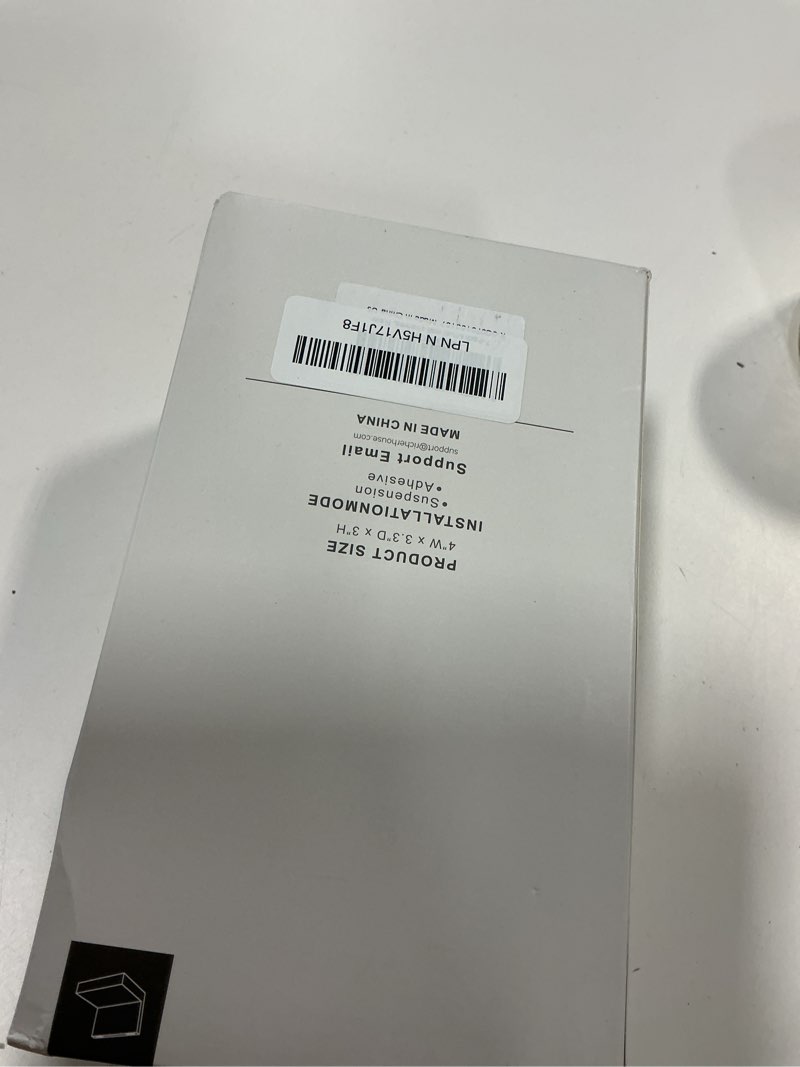 PRODUCT SIZE
4"W x 3.3"D x 3"H
INSTALLATIONMODE
• Suspension
• Adhesive
Support Email
support@richerhouse.com
MADE IN CHINA
LPN N H5V17J1F8